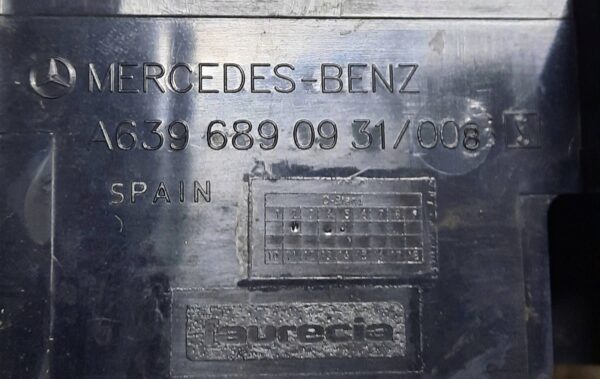 MERCEDES-BENZ
A639 689 09 31/008
SPAIN
faurecia